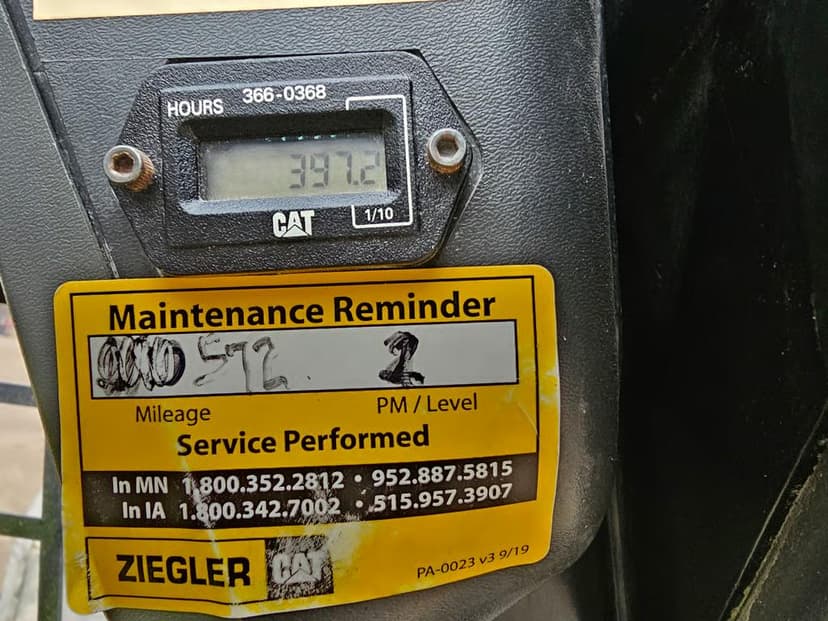 HOURS 366-0368
397.2
CAT 1/10
Maintenance Reminder
572 2
Mileage PM / Level
Service Performed
In MN 1.800.352.2812 • 952.887.5815
In IA 1.800.342.7002 • 515.957.3907
ZIEGLER CAT
PA-0023 v3 9/19